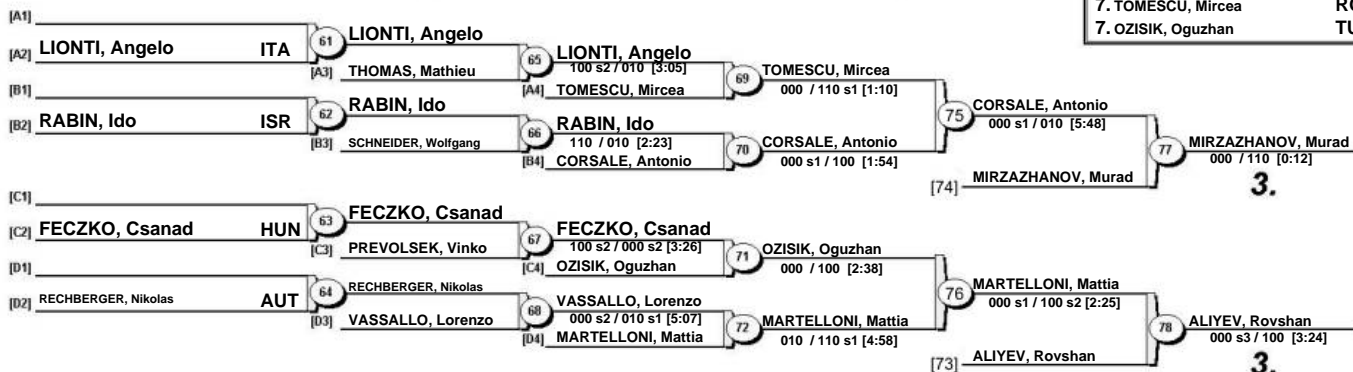 7. TOMESCU, Mircea
7. OZISIK, Oguzhan TU
[A1]
[A2] LIONTI, Angelo ITA
61 LIONTI, Angelo
[A3] THOMAS, Mathieu
65 LIONTI, Angelo
100 s2 / 010 [3:05]
[A4] TOMESCU, Mircea
69 TOMESCU, Mircea
000 / 110 s1 [1:10]
[B1]
[B2] RABIN, Ido ISR
62 RABIN, Ido
[B3] SCHNEIDER, Wolfgang
66 RABIN, Ido
110 / 010 [2:23]
[B4] CORSALE, Antonio
70 CORSALE, Antonio
000 s1 / 100 [1:54]
75 CORSALE, Antonio
000 s1 / 010 [5:48]
[74] MIRZAZHANOV, Murad
77 MIRZAZHANOV, Murad
000 / 110 [0:12]
3.
[C1]
[C2] FECZKO, Csanad HUN
63 FECZKO, Csanad
[C3] PREVOLSEK, Vinko
67 FECZKO, Csanad
100 s2 / 000 s2 [3:26]
[C4] OZISIK, Oguzhan
71 OZISIK, Oguzhan
000 / 100 [2:38]
[D1]
[D2] RECHBERGER, Nikolas AUT
64 RECHBERGER, Nikolas
[D3] VASSALLO, Lorenzo
68 VASSALLO, Lorenzo
000 s2 / 010 s1 [5:07]
[D4] MARTELLONI, Mattia
72 MARTELLONI, Mattia
010 / 110 s1 [4:58]
76 MARTELLONI, Mattia
000 s1 / 100 s2 [2:25]
[73] ALIYEV, Rovshan
78 ALIYEV, Rovshan
000 s3 / 100 [3:24]
3.